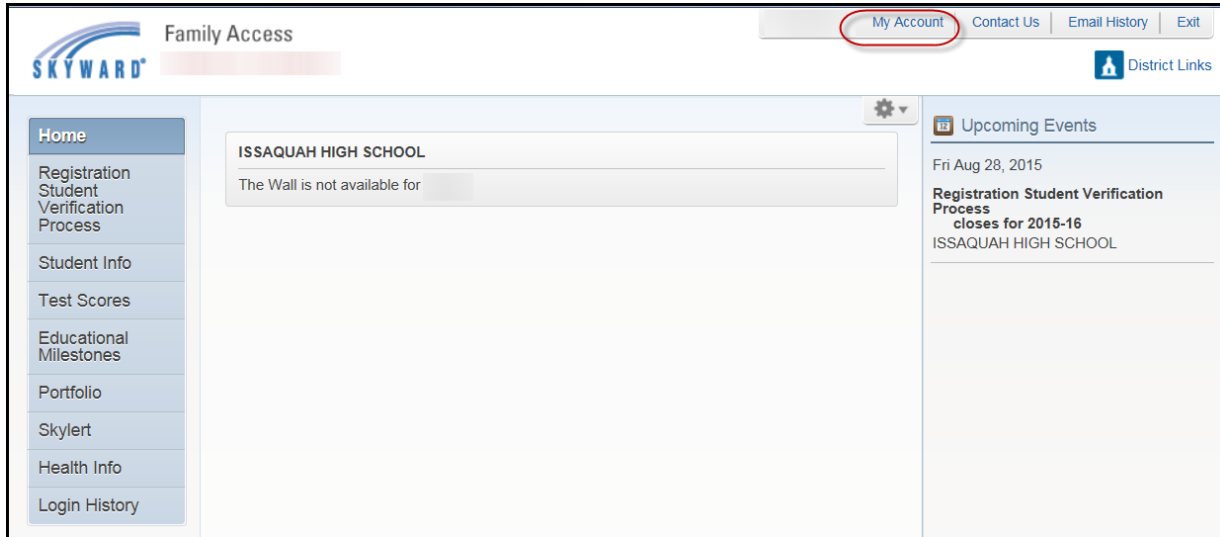 SKYWARD®
Family Access
My Account
Contact Us
Email History
Exit
District Links
Home
Registration
Student
Verification
Process
Student Info
Test Scores
Educational
Milestones
Portfolio
Skylert
Health Info
Login History
ISSAQUAH HIGH SCHOOL
The Wall is not available for
12
Upcoming Events
Fri Aug 28, 2015
Registration Student Verification
Process
closes for 2015-16
ISSAQUAH HIGH SCHOOL